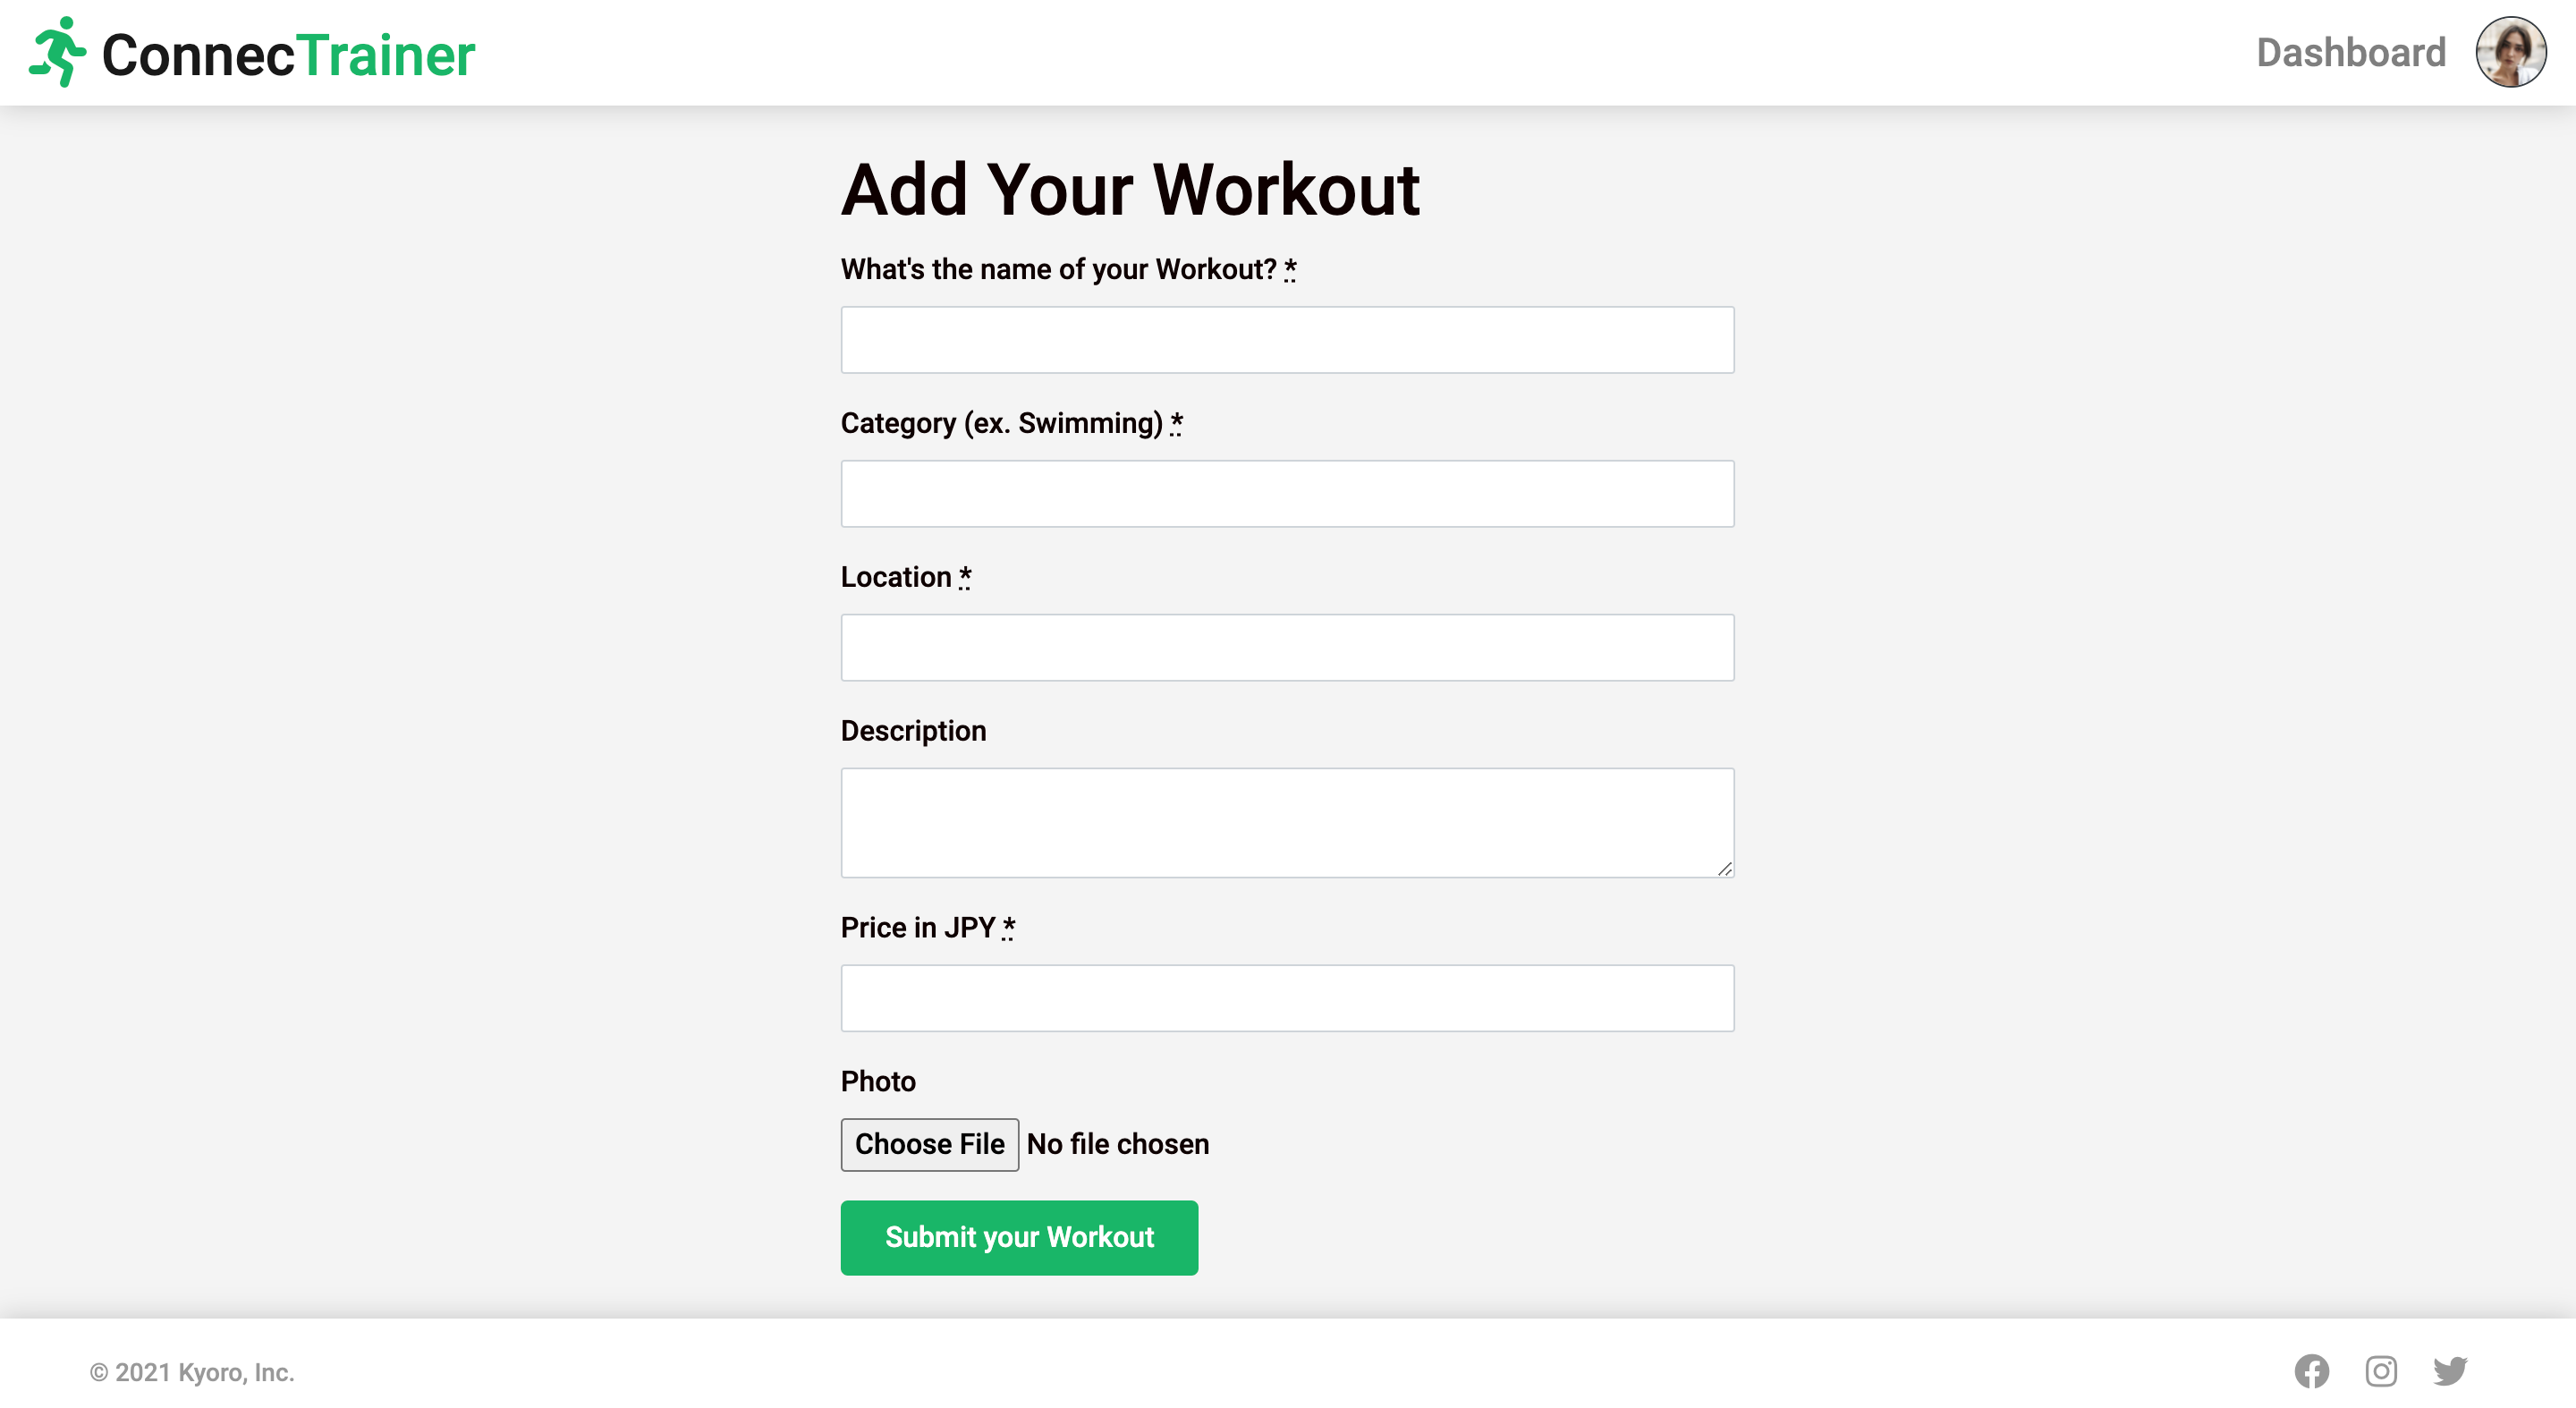 ConnecTrainer
Dashboard
Add Your Workout
What's the name of your Workout? *
Category (ex. Swimming) *
Location *
Description
Price in JPY *
Photo
Choose File No file chosen
Submit your Workout
© 2021 Kyoro, Inc.